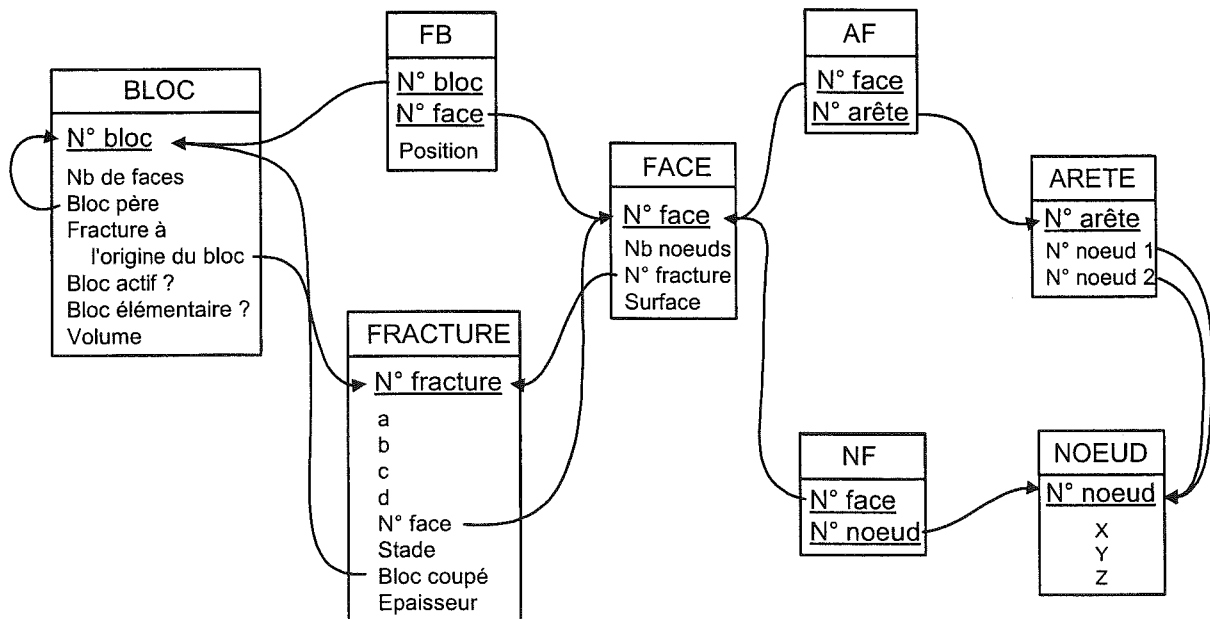 BLOC
N° bloc
Nb de faces
Bloc père
Fracture à
l'origine du bloc
Bloc actif ?
Bloc élémentaire ?
Volume
FB
N° bloc
N° face
Position
FRACTURE
N° fracture
a
b
c
d
N° face
Stade
Bloc coupé
Epaisseur
FACE
N° face
Nb noeuds
N° fracture
Surface
AF
N° face
N° arête
NF
N° face
N° noeud
ARETE
N° arête
N° noeud 1
N° noeud 2
NOEUD
N° noeud
X
Y
Z